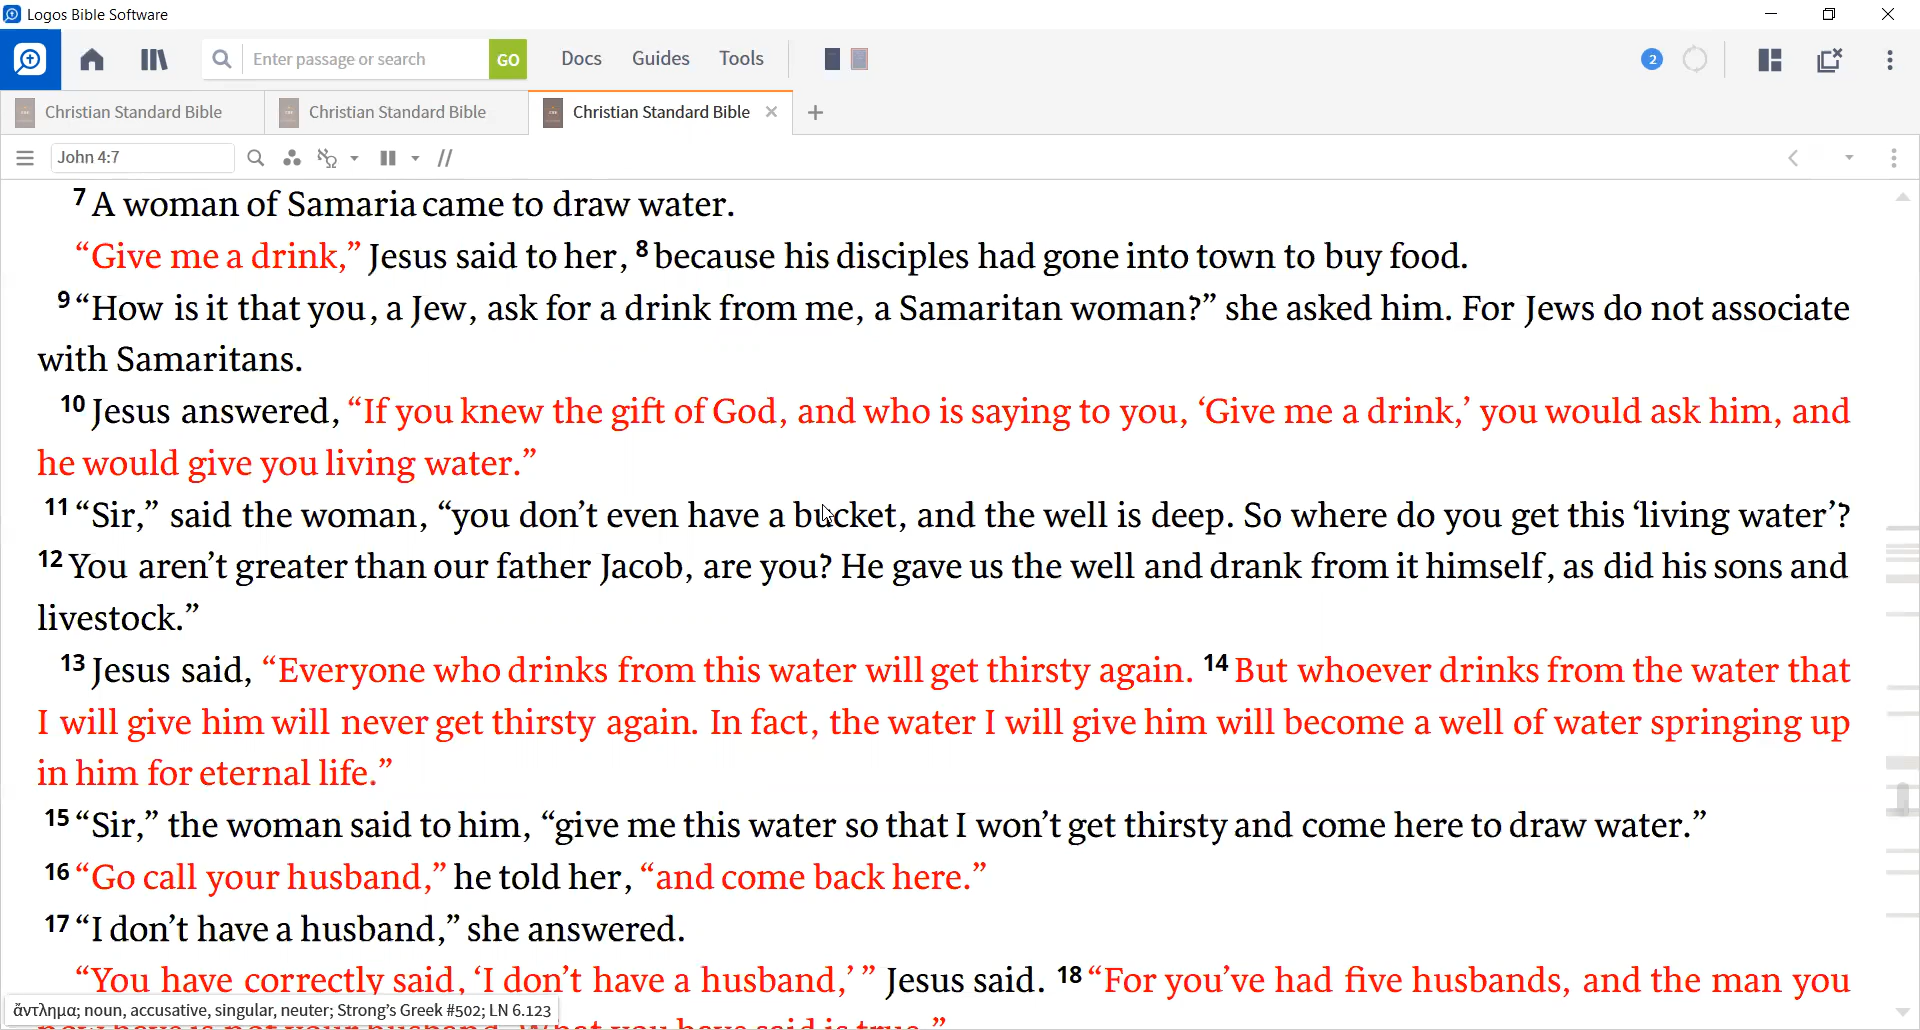 Logos Bible Software
Enter passage or search GO Docs Guides Tools 2
Christian Standard Bible Christian Standard Bible Christian Standard Bible
John 4:7
7 A woman of Samaria came to draw water.
“Give me a drink,” Jesus said to her, 8 because his disciples had gone into town to buy food.
9 “How is it that you, a Jew, ask for a drink from me, a Samaritan woman?” she asked him. For Jews do not associate
with Samaritans.
10 Jesus answered, “If you knew the gift of God, and who is saying to you, ‘Give me a drink,’ you would ask him, and
he would give you living water.”
11 “Sir,” said the woman, “you don’t even have a bucket, and the well is deep. So where do you get this ‘living water’?
12 You aren’t greater than our father Jacob, are you? He gave us the well and drank from it himself, as did his sons and
livestock.”
13 Jesus said, “Everyone who drinks from this water will get thirsty again. 14 But whoever drinks from the water that
I will give him will never get thirsty again. In fact, the water I will give him will become a well of water springing up
in him for eternal life.”
15 “Sir,” the woman said to him, “give me this water so that I won’t get thirsty and come here to draw water.”
16 “Go call your husband,” he told her, “and come back here.”
17 “I don’t have a husband,” she answered.
“You have correctly said, ‘I don’t have a husband,’ ” Jesus said. 18 “For you’ve had five husbands, and the man you
ἄντλημα; noun, accusative, singular, neuter; Strong’s Greek #502; LN 6.123